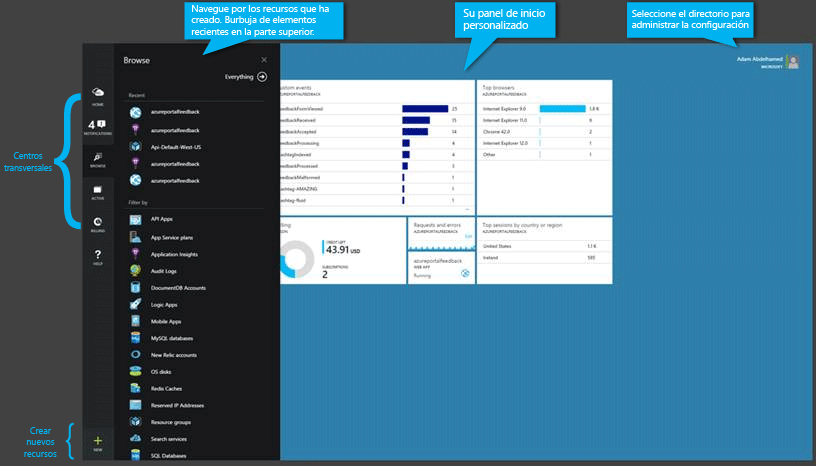 Navegue por los recursos que ha
creado. Burbuja de elementos
recientes en la parte superior.
Su panel de inicio
personalizado
Seleccione el directorio para
administrar la configuración
Adam Abdelhamed
MICROSOFT
Centros
transversales
Crear
nuevos
recursos
HOME
4
NOTIFICATIONS
BROWSE
ACTIVE
BILLING
?
HELP
+
NEW
Browse
×
Everything
Recent
azureportalfeedback
azureportalfeedback
Api-Default-West-US
azureportalfeedback
azureportalfeedback
Filter by
API Apps
App Service plans
Application Insights
Audit Logs
DocumentDB Accounts
Logic Apps
Mobile Apps
MySQL databases
New Relic accounts
OS disks
Redis Caches
Reserved IP Addresses
Resource groups
Search services
SQL Databases
ustom events
AZUREPORTALFEEDBACK
eedbackFormViewed 25
eedbackReceived 15
eedbackAccepted 14
eedbackProcessing 4
ashtagIndexed 4
eedbackProcessed 3
eedbackMalformed 1
ashtag-AMAZING 1
ashtag-fluid 1
Top browsers
AZUREPORTALFEEDBACK
Internet Explorer 9.0 1.8 K
Internet Explorer 11.0 8
Chrome 42.0 2
Internet Explorer 12.0 1
Other 1
illing
CREDIT LEFT
43.91 USD
SUBSCRIPTIONS
2
Requests and errors
AZUREPORTALFEEDBACK
Edit
azureportalfeedback
WEB APP
Running
Top sessions by country or region
AZUREPORTALFEEDBACK
United States 1.1 K
Ireland 585